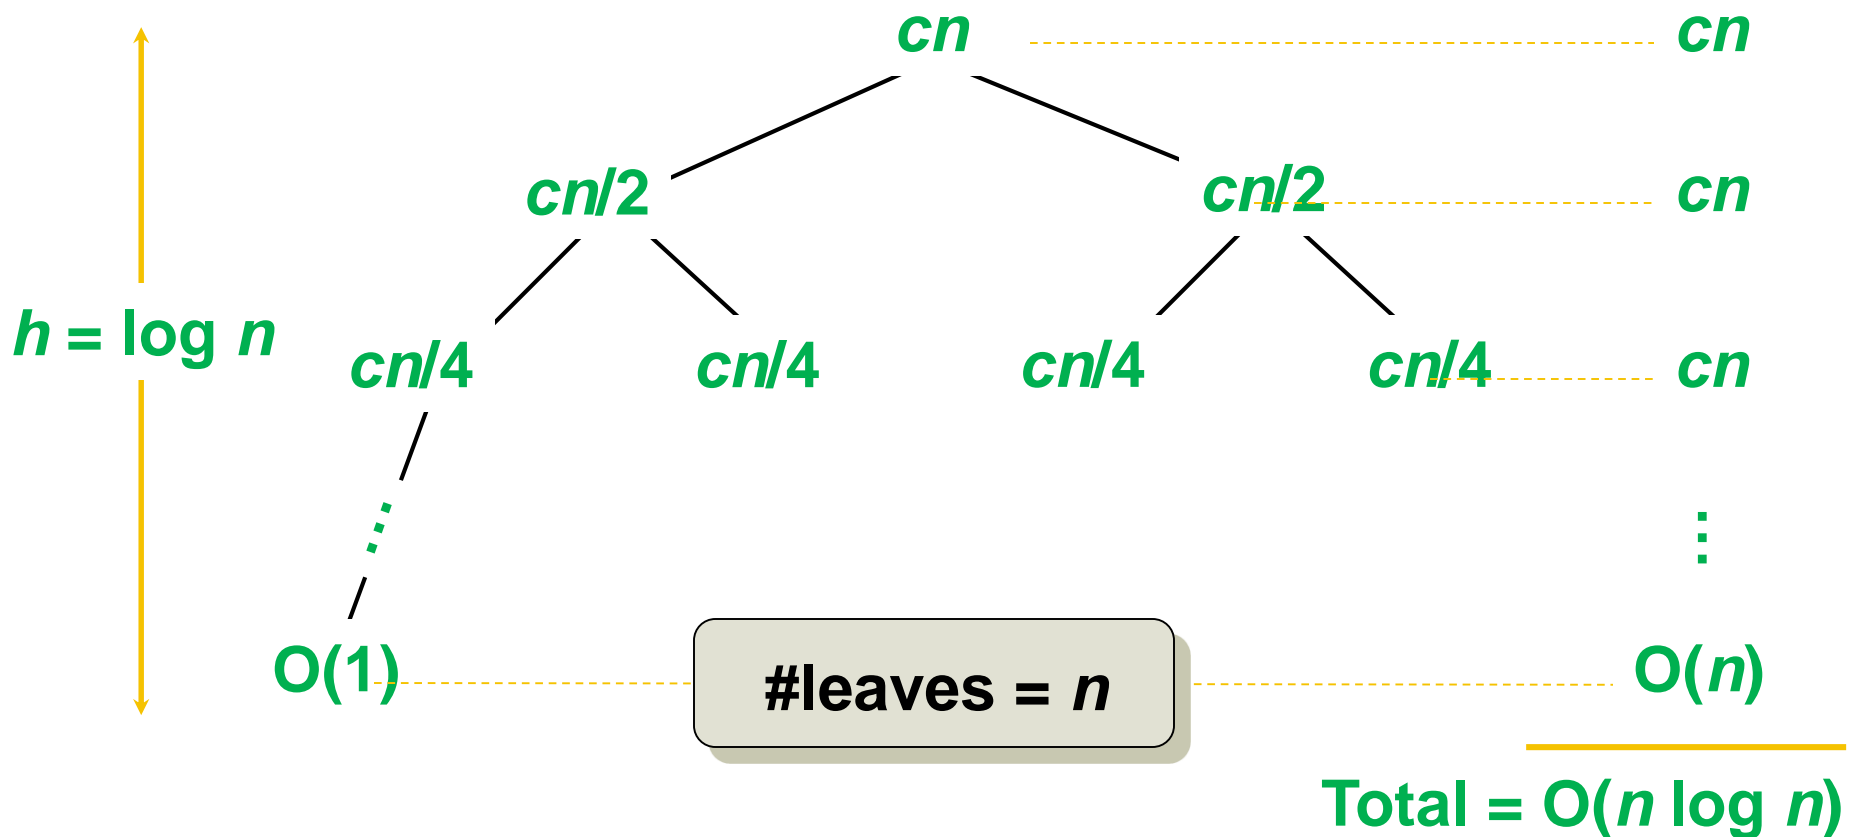 cn cn
cn/2 cn/2 cn
h = log n
cn/4 cn/4 cn/4 cn/4 cn
⋮ ⋮
O(1) #leaves = n O(n)
Total = O(n log n)